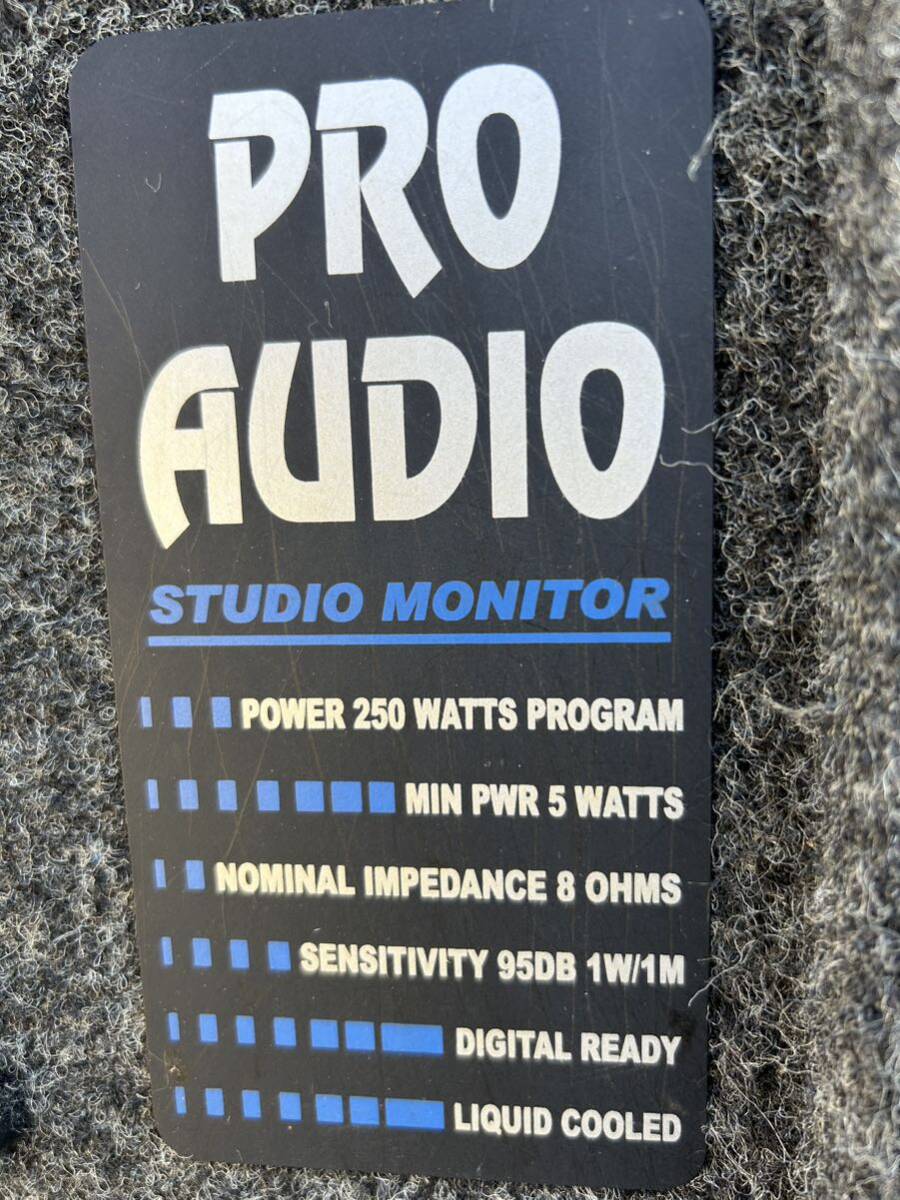 PRO
AUDIO
STUDIO MONITOR
POWER 250 WATTS PROGRAM
MIN PWR 5 WATTS
NOMINAL IMPEDANCE 8 OHMS
SENSITIVITY 95DB 1W/1M
DIGITAL READY
LIQUID COOLED